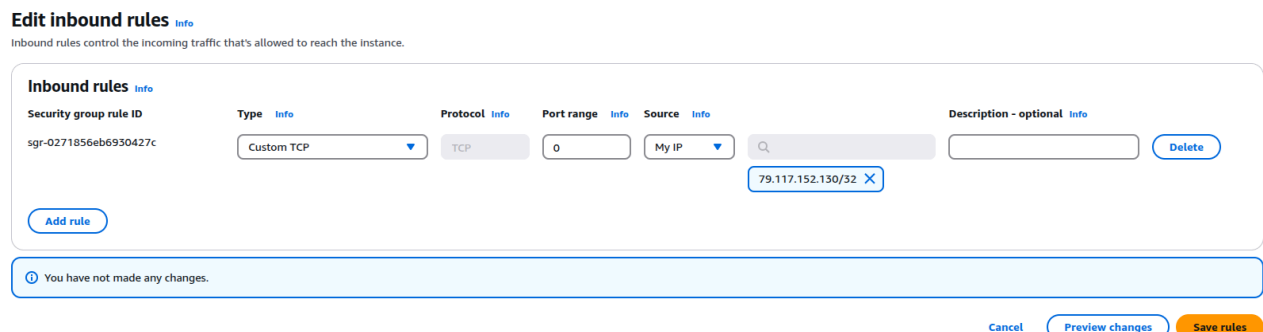 Edit inbound rules Info
Inbound rules control the incoming traffic that's allowed to reach the instance.
Inbound rules Info
Security group rule ID Type Info Protocol Info Port range Info Source Info Description - optional Info
sgr-0271856eb6930427c Custom TCP TCP 0 My IP Delete
79.117.152.130/32
Add rule
You have not made any changes.
Cancel Preview changes Save rules